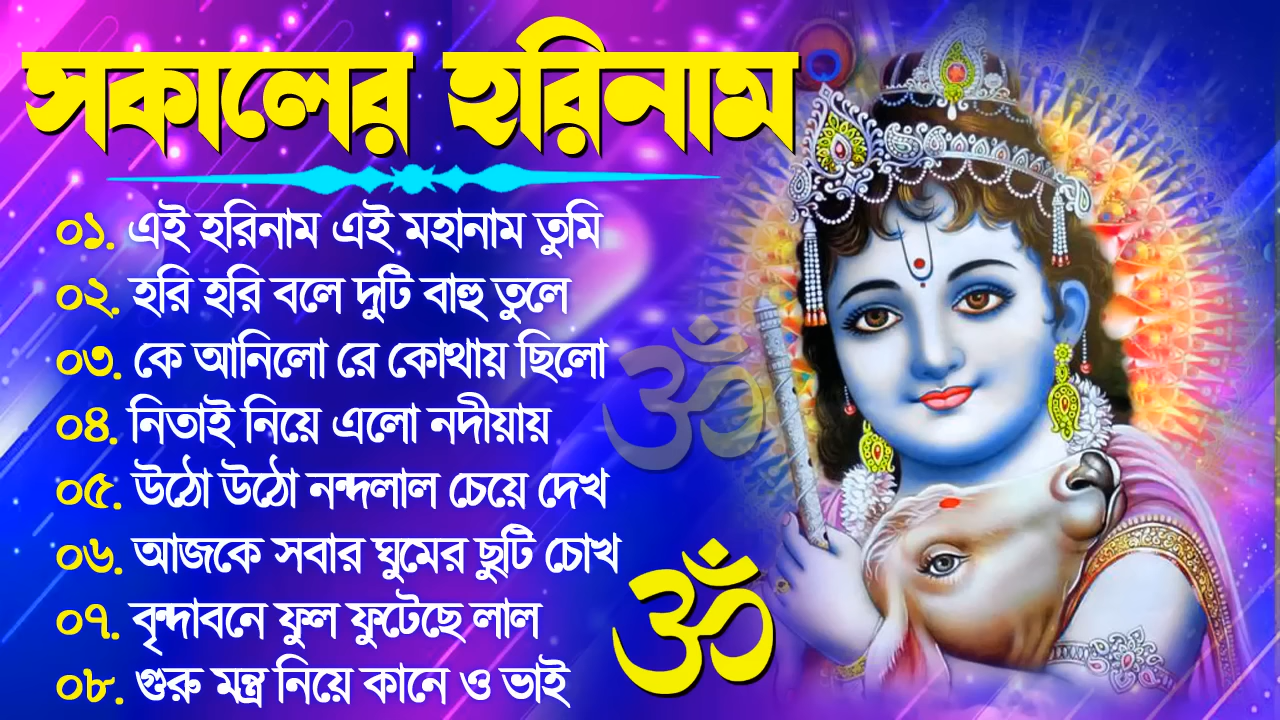 সকালের হরিনাম
০১. এই হরিনাম এই মহানাম তুমি
০২. হরি হরি বলে দুটি বাহু তুলে
০৩. কে আনিলো রে কোথায় ছিলো
০৪. নিতাই নিয়ে এলো নদীয়ায়
০৫. উঠো উঠো নন্দলাল চেয়ে দেখ
০৬. আজকে সবার ঘুমের ছুটি চোখ
০৭. বৃন্দাবনে ফুল ফুটেছে লাল
০৮. গুরু মন্ত্র নিয়ে কানে ও ভাই
ॐ
ॐ